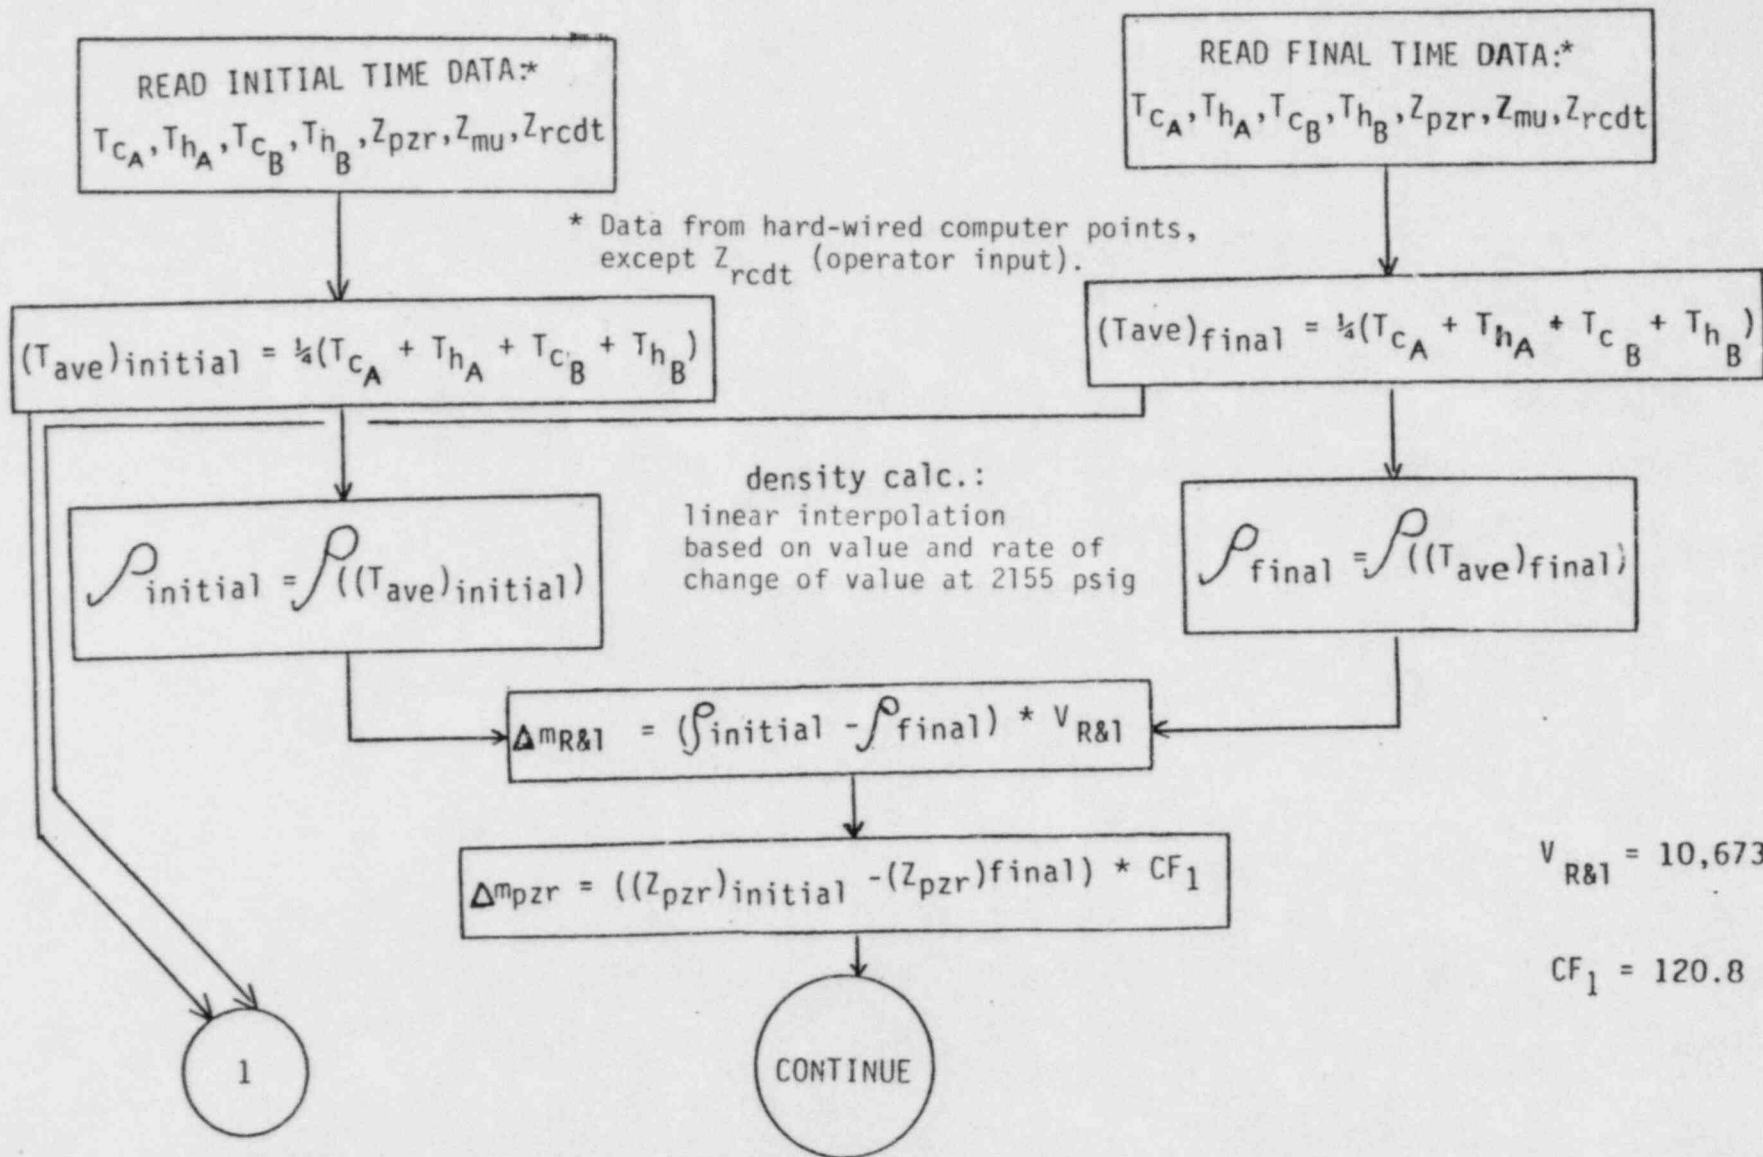 READ INITIAL TIME DATA:*
T_cA, T_hA, T_cB, T_hB, Z_pzr, Z_mu, Z_rcdt
READ FINAL TIME DATA:*
T_cA, T_hA, T_cB, T_hB, Z_pzr, Z_mu, Z_rcdt
* Data from hard-wired computer points,
except Z_rcdt (operator input).
(T_ave)initial = ¼(T_cA + T_hA + T_cB + T_hB)
(Tave)final = ¼(T_cA + T_hA + T_cB + T_hB)
density calc.:
linear interpolation
based on value and rate of
change of value at 2155 psig
ρ_initial = ρ((T_ave)initial)
ρ_final = ρ((T_ave)final)
Δm_R&l = (ρ_initial - ρ_final) * V_R&l
Δm_pzr = ((Z_pzr)initial -(Z_pzr)final) * CF_1
V_R&l = 10,673
CF_1 = 120.8
1
CONTINUE